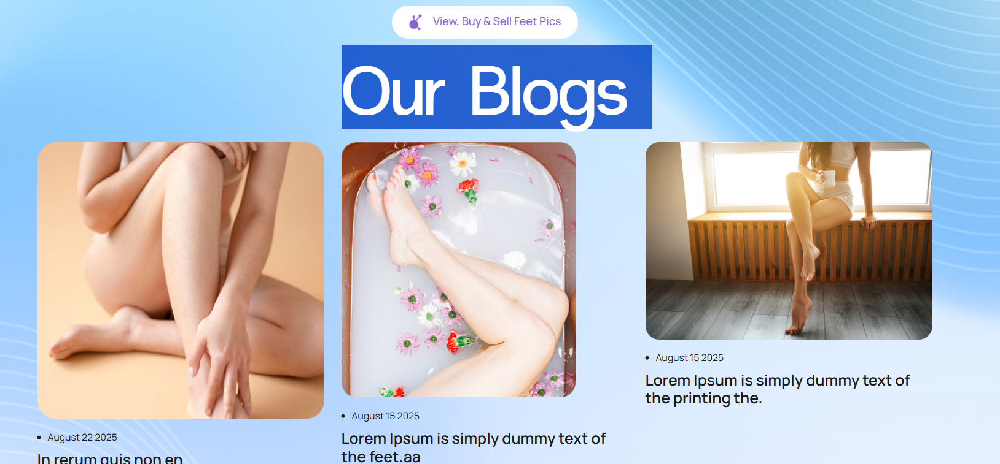 View, Buy & Sell Feet Pics
Our Blogs
August 22 2025
In rerum quis non en
August 15 2025
Lorem Ipsum is simply dummy text of
the feet.aa
August 15 2025
Lorem Ipsum is simply dummy text of
the printing the.